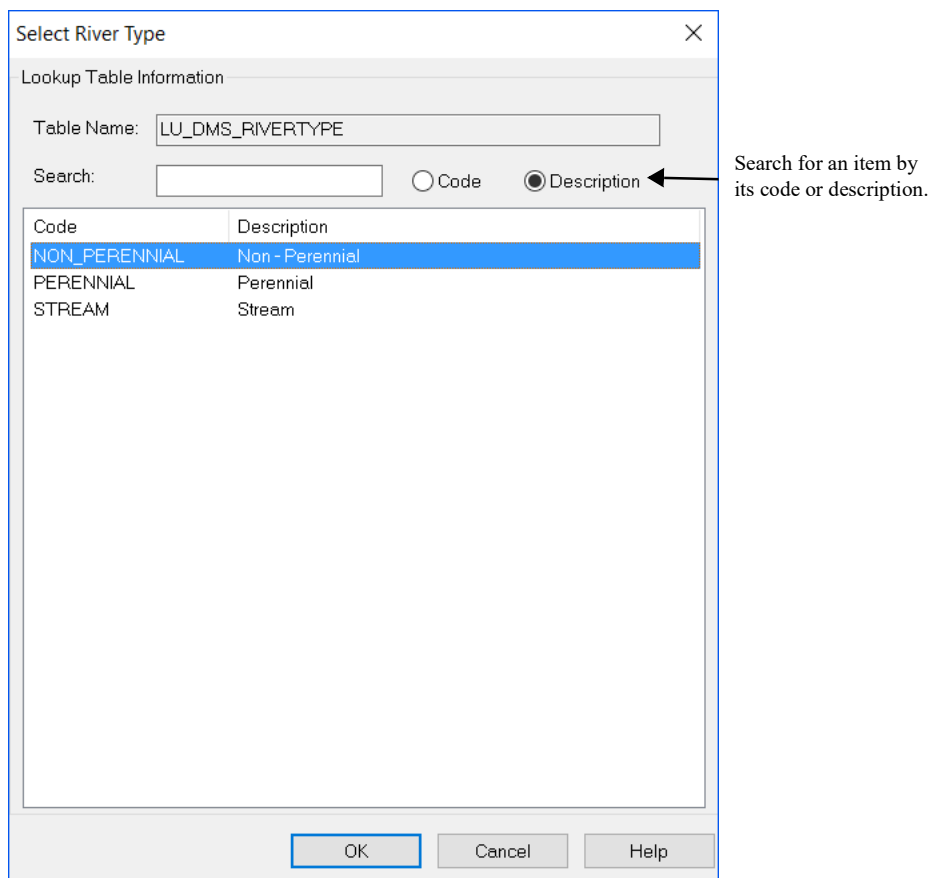 Select River Type
Lookup Table Information
Table Name: LU_DMS_RIVERTYPE
Search: Code Description
Search for an item by
its code or description.
Code Description
NON_PERENNIAL Non-Perennial
PERENNIAL Perennial
STREAM Stream
OK Cancel Help